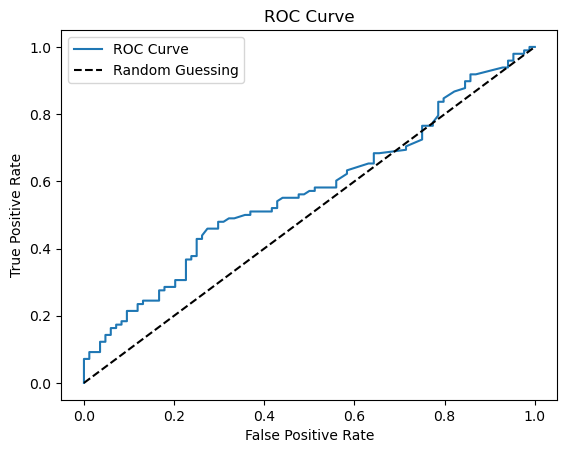 ROC Curve
ROC Curve
Random Guessing
True Positive Rate
1.0
0.8
0.6
0.4
0.2
0.0
0.0 0.2 0.4 0.6 0.8 1.0
False Positive Rate